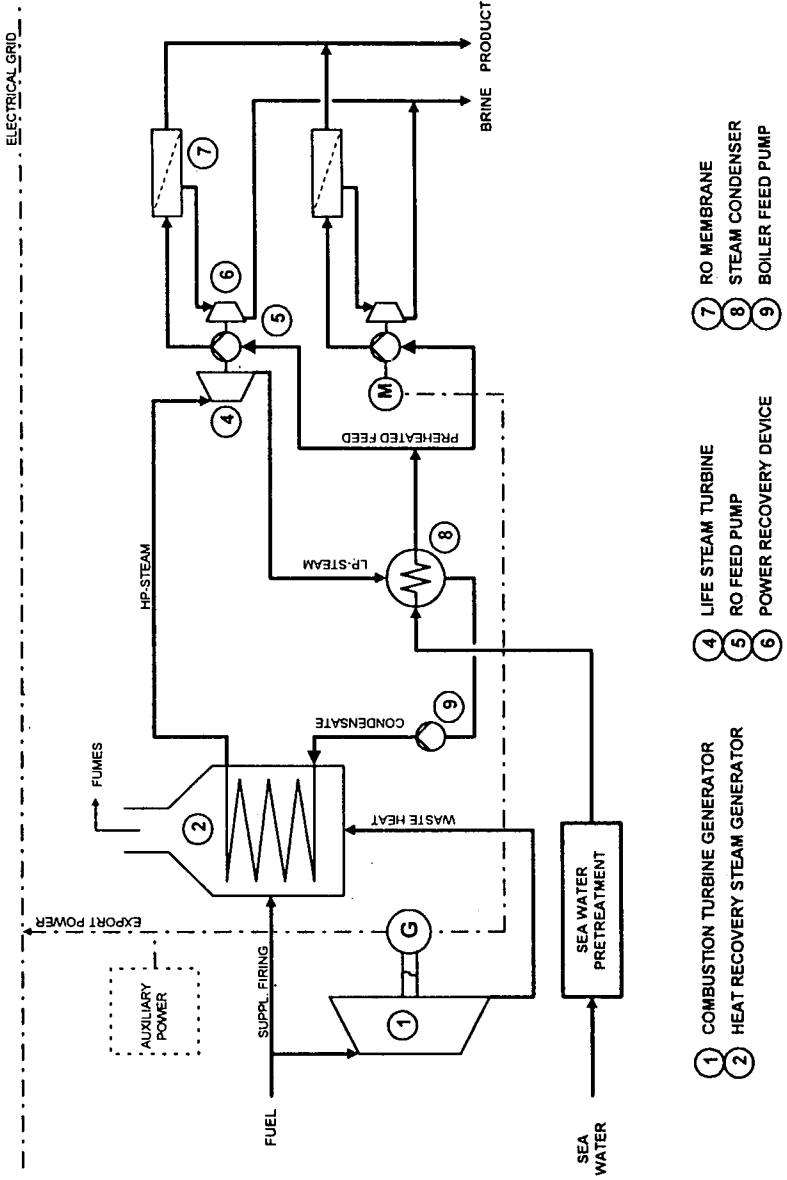 ELECTRICAL GRID
EXPORT POWER
AUXILIARY
POWER
FUMES
HP-STEAM
2
SUPPL. FIRING
FUEL
G
1
WASTE HEAT
CONDENSATE
9
LP-STEAM
8
PREHEATED FEED
4
5
6
7
M
BRINE
PRODUCT
SEA
WATER
SEA WATER
PRETREATMENT
1 COMBUSTION TURBINE GENERATOR
2 HEAT RECOVERY STEAM GENERATOR
4 LIFE STEAM TURBINE
5 RO FEED PUMP
6 POWER RECOVERY DEVICE
7 RO MEMBRANE
8 STEAM CONDENSER
9 BOILER FEED PUMP